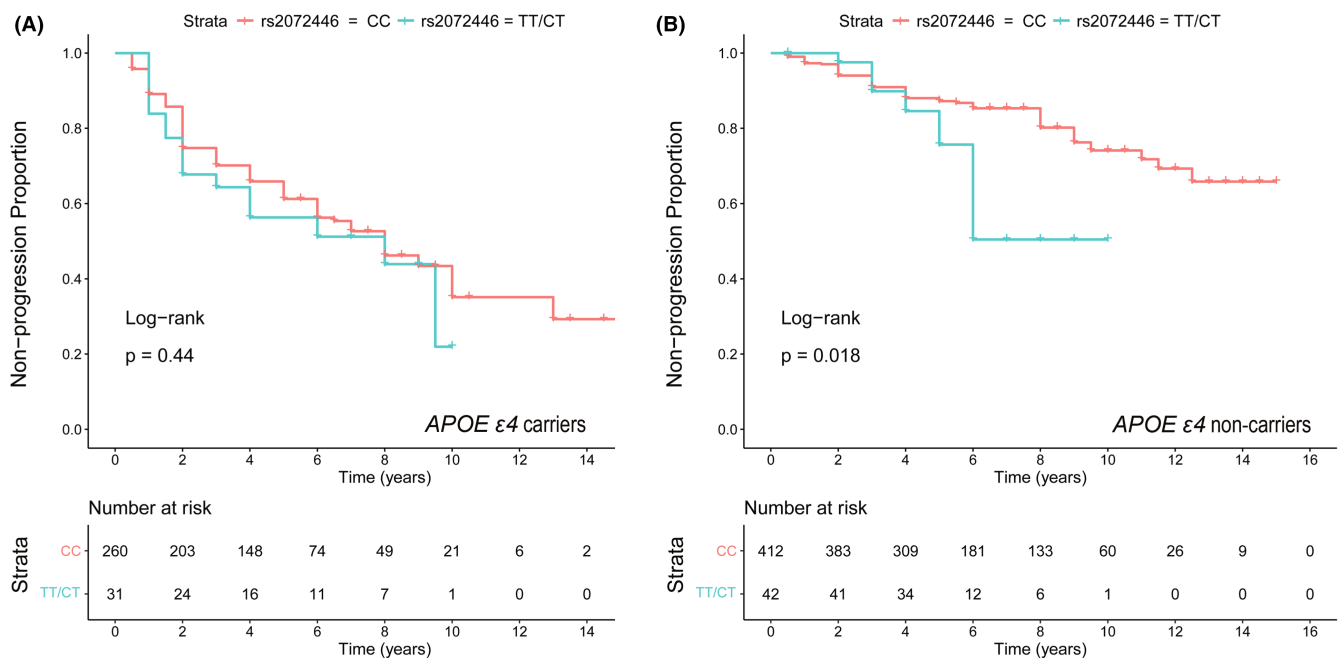 (A)
Strata rs2072446 = CC rs2072446 = TT/CT
Non−progression Proportion
1.0
0.8
0.6
0.4
0.2
0.0
Log−rank
p = 0.44
APOE ε4 carriers
0 2 4 6 8 10 12 14
Time (years)
Number at risk
Strata
CC 260 203 148 74 49 21 6 2
TT/CT 31 24 16 11 7 1 0 0
0 2 4 6 8 10 12 14
Time (years)
(B)
Strata rs2072446 = CC rs2072446 = TT/CT
Non−progression Proportion
1.0
0.8
0.6
0.4
0.2
0.0
Log−rank
p = 0.018
APOE ε4 non-carriers
0 2 4 6 8 10 12 14 16
Time (years)
Number at risk
Strata
CC 412 383 309 181 133 60 26 9 0
TT/CT 42 41 34 12 6 1 0 0 0
0 2 4 6 8 10 12 14 16
Time (years)